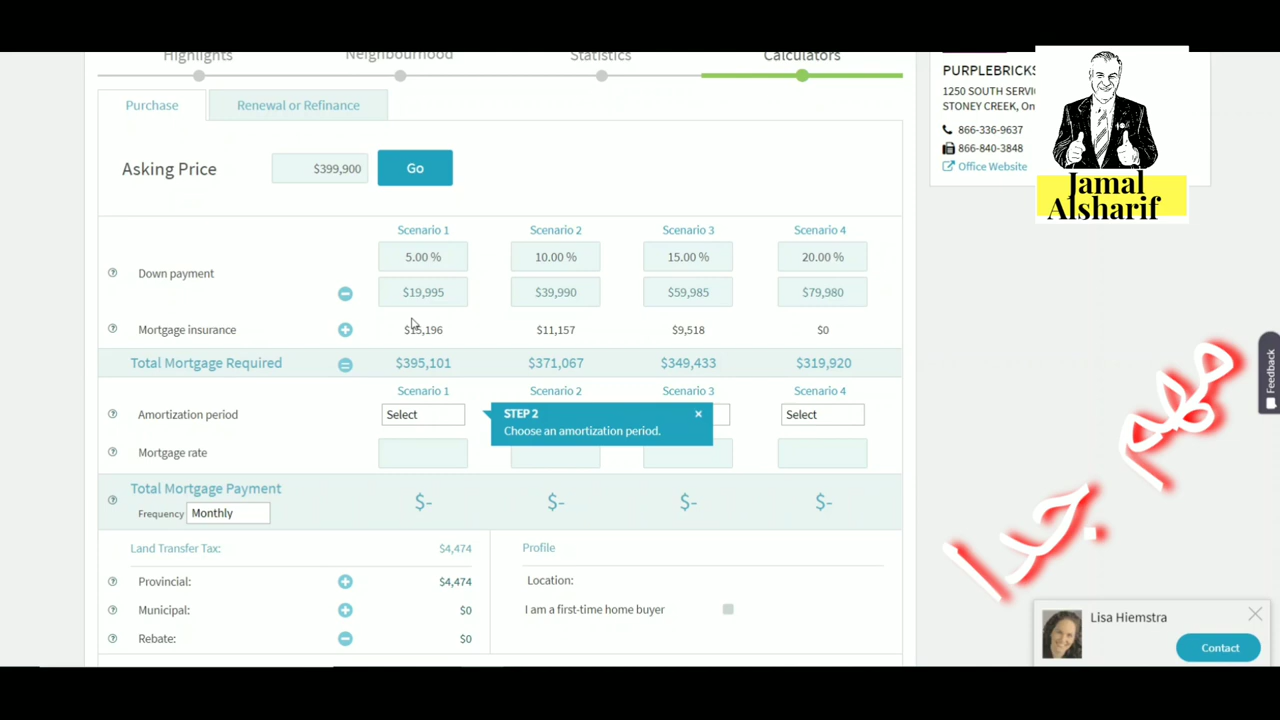 Highlights Neighbourhood Statistics Calculators
Purchase Renewal or Refinance
Asking Price $399,900 Go
Scenario 1 Scenario 2 Scenario 3 Scenario 4
5.00 % 10.00 % 15.00 % 20.00 %
Down payment
$19,995 $39,990 $59,985 $79,980
Mortgage insurance $15,196 $11,157 $9,518 $0
Total Mortgage Required $395,101 $371,067 $349,433 $319,920
Scenario 1 Scenario 2 Scenario 3 Scenario 4
Amortization period Select Select
STEP 2
Choose an amortization period.
Mortgage rate
Total Mortgage Payment $- $- $- $-
Frequency Monthly
Land Transfer Tax: $4,474
Provincial: $4,474
Municipal: $0
Rebate: $0
Profile
Location:
I am a first-time home buyer
PURPLEBRICKS
1250 SOUTH SERVI
STONEY CREEK, On
866-336-9637
866-840-3848
Office Website
Jamal
Alsharif
Feedback
مهم جدا
Lisa Hiemstra
Contact